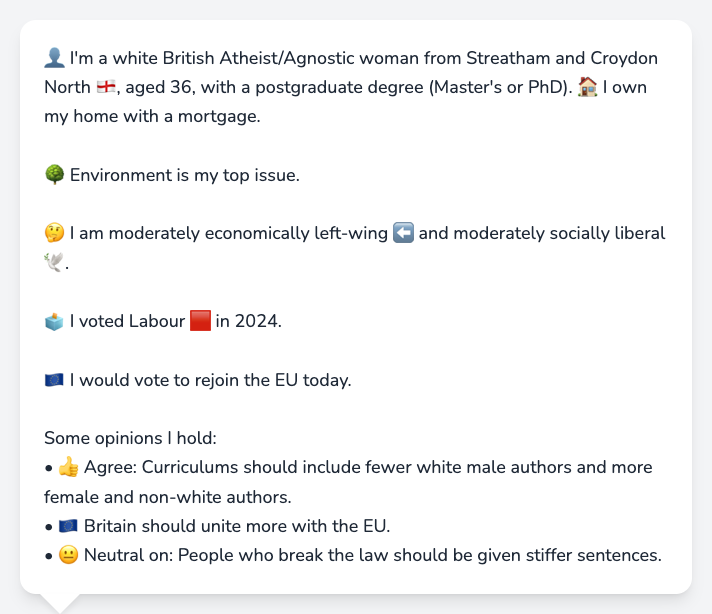 👤 I'm a white British Atheist/Agnostic woman from Streatham and Croydon
North 🏴󠁧󠁢󠁥󠁮󠁧󠁿, aged 36, with a postgraduate degree (Master's or PhD). 🏠 I own
my home with a mortgage.
🌳 Environment is my top issue.
🤔 I am moderately economically left-wing ⬅️ and moderately socially liberal
🕊️.
🗳️ I voted Labour 🟥 in 2024.
🇪🇺 I would vote to rejoin the EU today.
Some opinions I hold:
• 👍 Agree: Curriculums should include fewer white male authors and more
female and non-white authors.
• 🇪🇺 Britain should unite more with the EU.
• 😐 Neutral on: People who break the law should be given stiffer sentences.